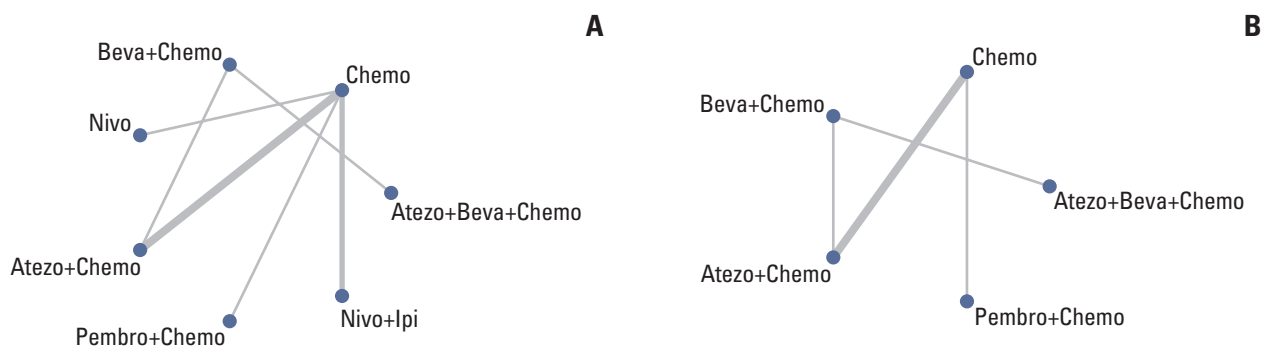 A
Beva+Chemo
Chemo
Nivo
Atezo+Beva+Chemo
Atezo+Chemo
Nivo+Ipi
Pembro+Chemo
B
Chemo
Beva+Chemo
Atezo+Beva+Chemo
Atezo+Chemo
Pembro+Chemo